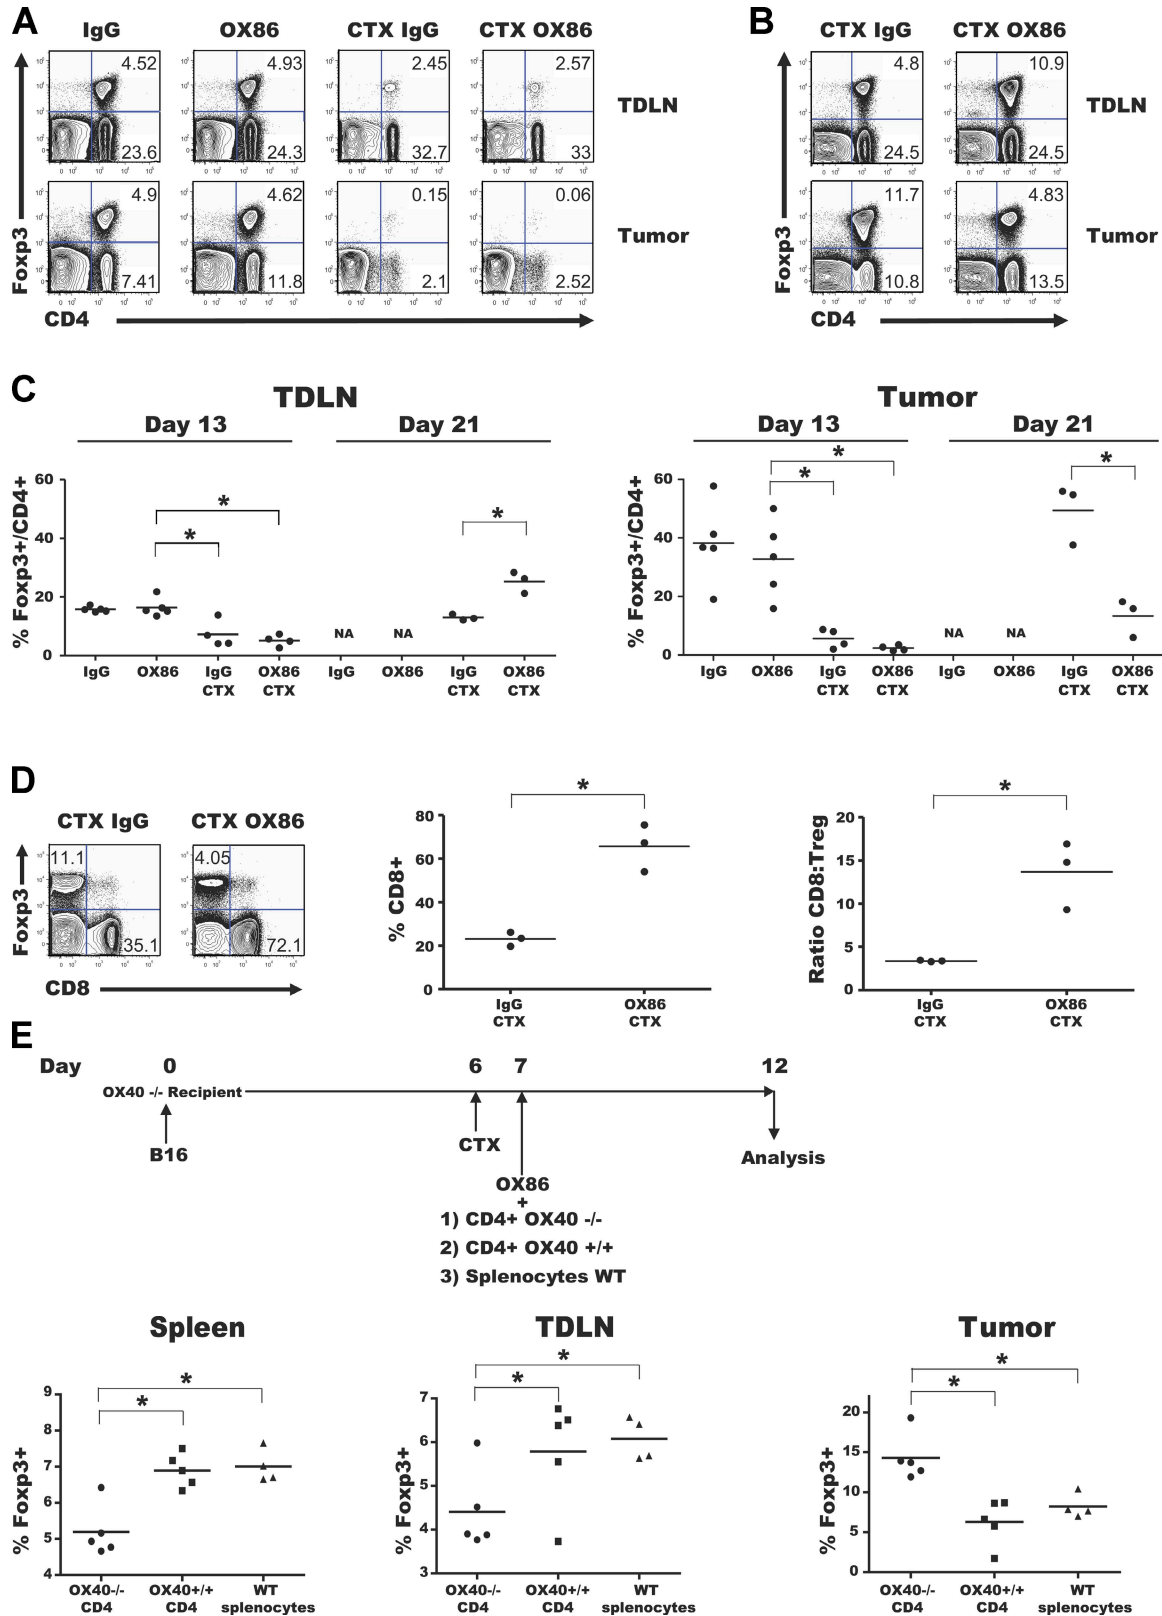 A
IgG OX86 CTX IgG CTX OX86
4.52 4.93 2.45 2.57
TDLN
23.6 24.3 32.7 33
4.9 4.62 0.15 0.06
Tumor
7.41 11.8 2.1 2.52
Foxp3
CD4
B
CTX IgG CTX OX86
4.8 10.9
TDLN
24.5 24.5
11.7 4.83
Tumor
10.8 13.5
Foxp3
CD4
C
TDLN
Day 13 Day 21
% Foxp3+/CD4+
60
40
20
0
* * *
NA NA
IgG OX86 IgG OX86 IgG OX86 IgG OX86
CTX CTX CTX CTX
Tumor
Day 13 Day 21
% Foxp3+/CD4+
60
40
20
0
* * *
NA NA
IgG OX86 IgG OX86 IgG OX86 IgG OX86
CTX CTX CTX CTX
D
CTX IgG CTX OX86
11.1 4.05
35.1 72.1
Foxp3
CD8
% CD8+
80
60
40
20
0
*
IgG OX86
CTX CTX
Ratio CD8:Treg
20
15
10
5
0
*
IgG OX86
CTX CTX
E
Day 0 6 7 12
OX40 -/- Recipient
B16
CTX
Analysis
OX86
+
1) CD4+ OX40 -/-
2) CD4+ OX40 +/+
3) Splenocytes WT
Spleen
% Foxp3+
9
8
7
6
5
4
* *
OX40-/- OX40+/+ WT
CD4 CD4 splenocytes
TDLN
% Foxp3+
7
6
5
4
3
* *
OX40-/- OX40+/+ WT
CD4 CD4 splenocytes
Tumor
% Foxp3+
20
15
10
5
0
* *
OX40-/- OX40+/+ WT
CD4 CD4 splenocytes